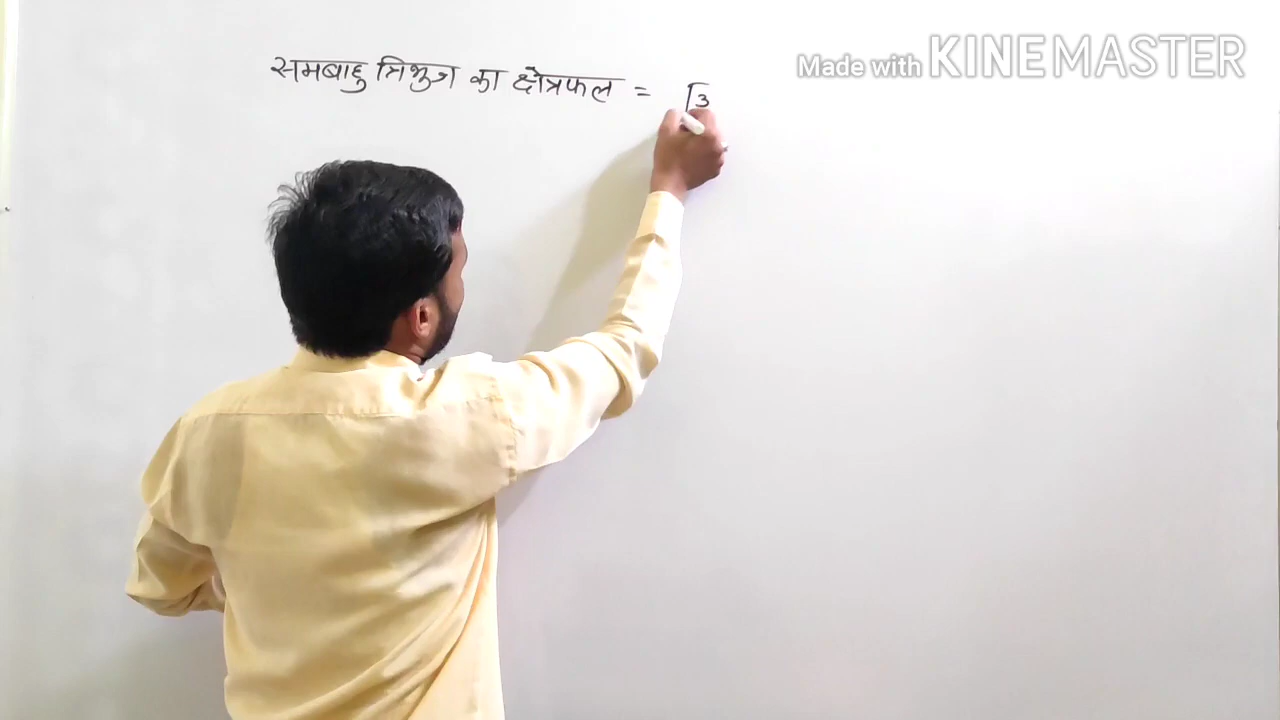 Made with KINEMASTER
समबाहु त्रिभुज का क्षेत्रफल = √3